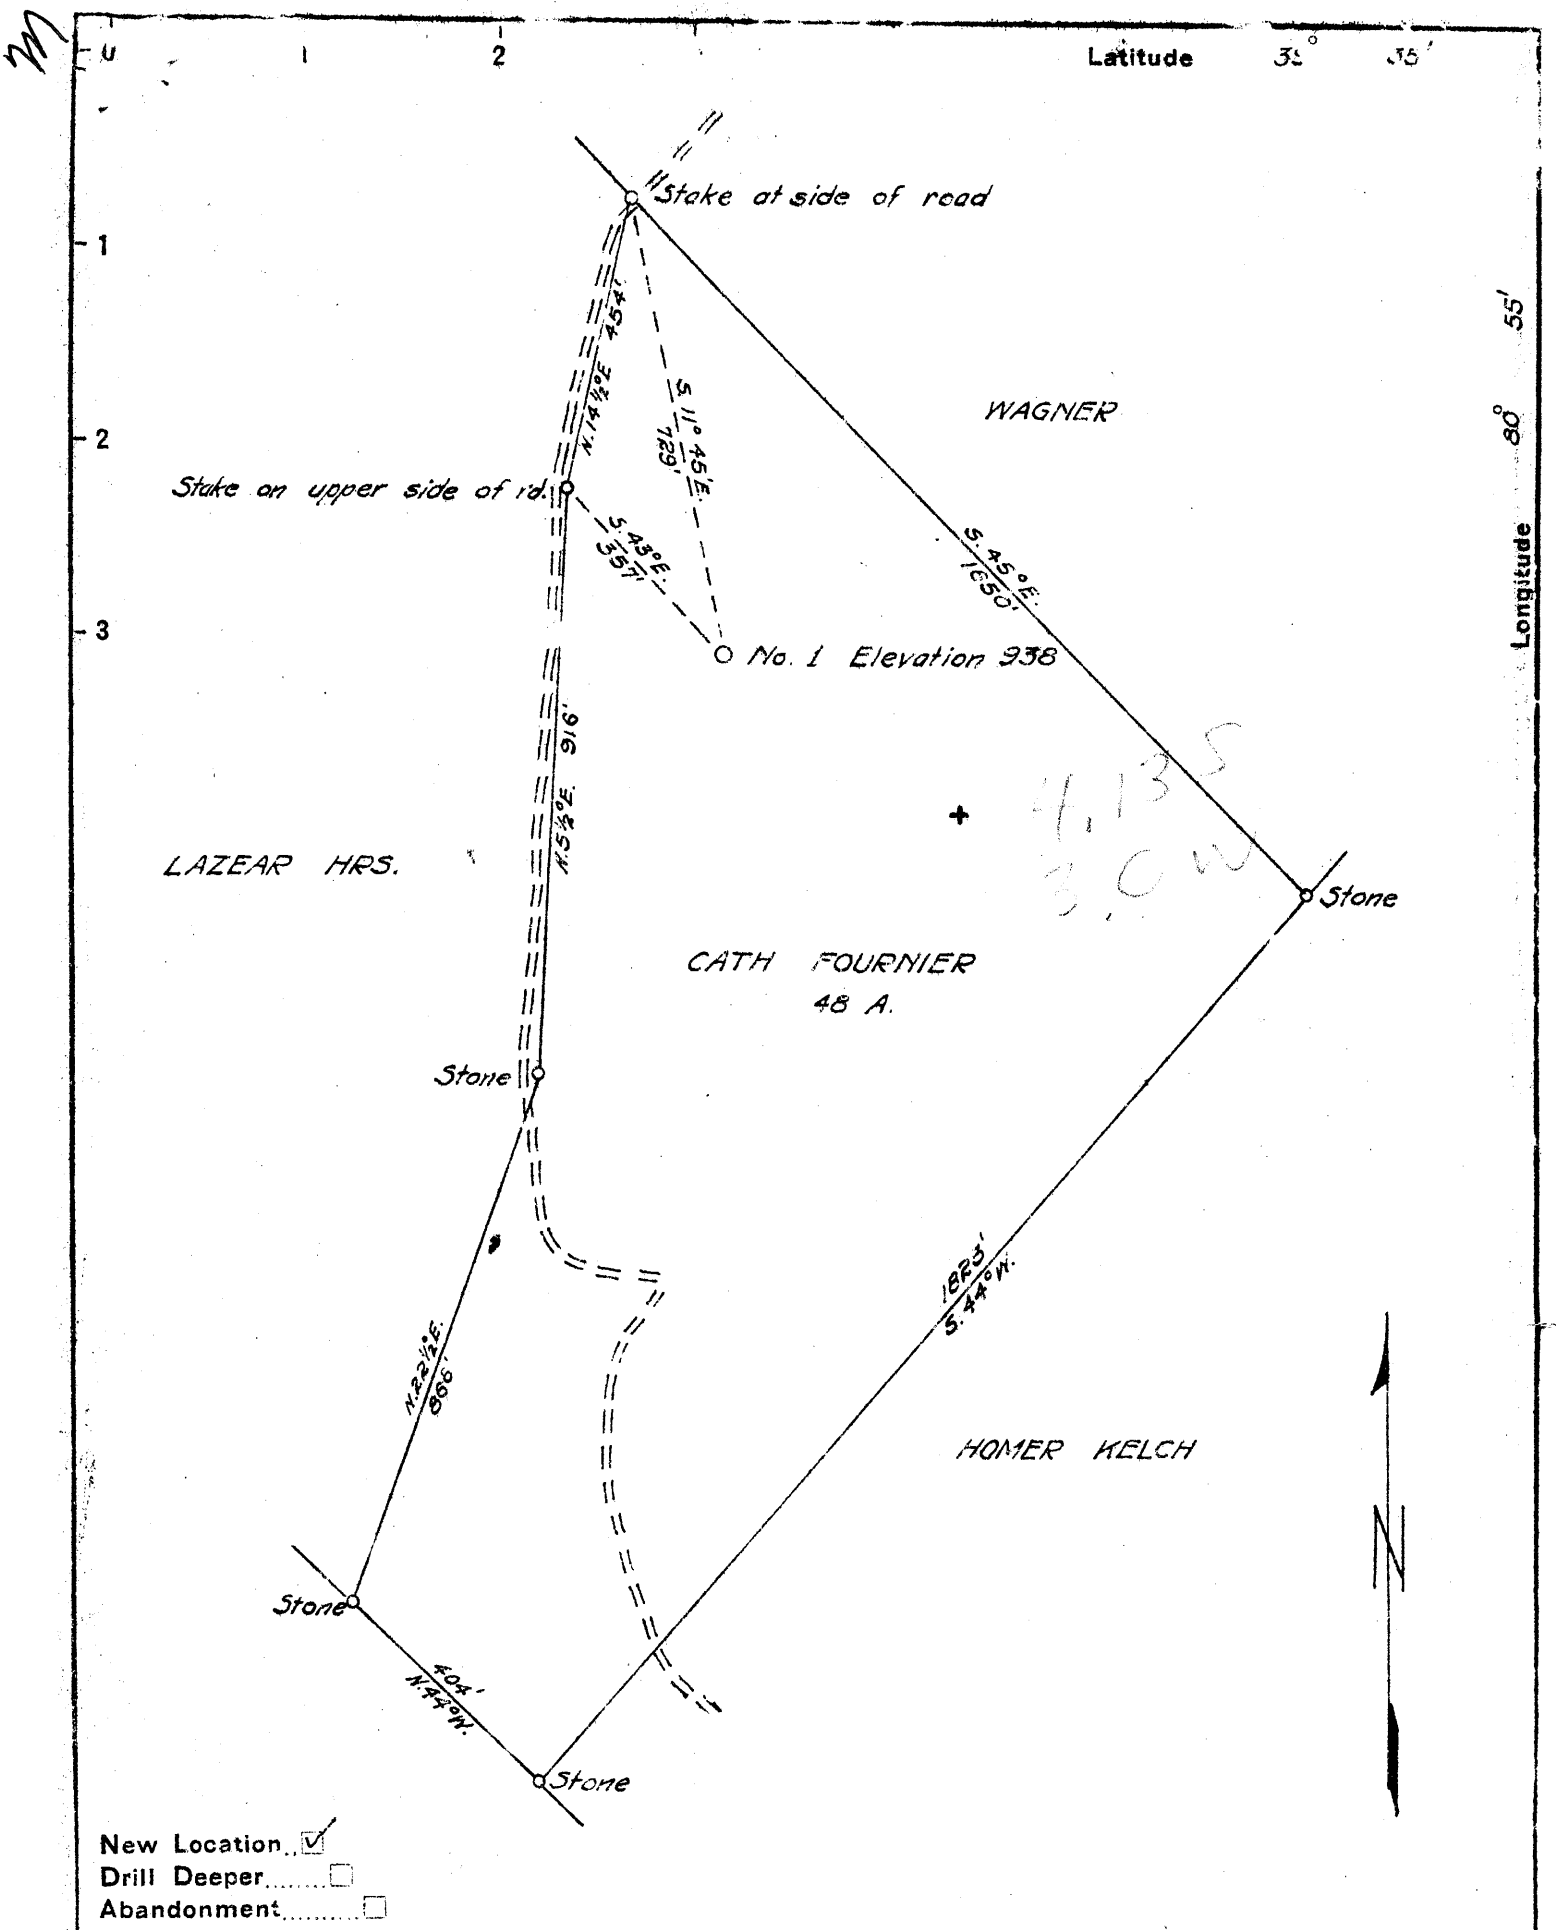 1 2 Latitude 35'
Stake at side of road
1
55'
N. 14½°E 454'
S. 11° 45'E.
729'
WAGNER
80°
2
Stake on upper side of rd.
S. 43°E.
357'
S. 45°E.
1650'
Longitude
3
No. 1 Elevation 938
N. 5½°E. 916'
4.13 S
3.0 W
LAZEAR HRS.
Stone
CATH FOURNIER
48 A.
Stone
1823'
S. 44°W.
N. 22½°E.
866'
HOMER KELCH
N
Stone
404'
N. 44°W.
Stone
New Location
Drill Deeper
Abandonment